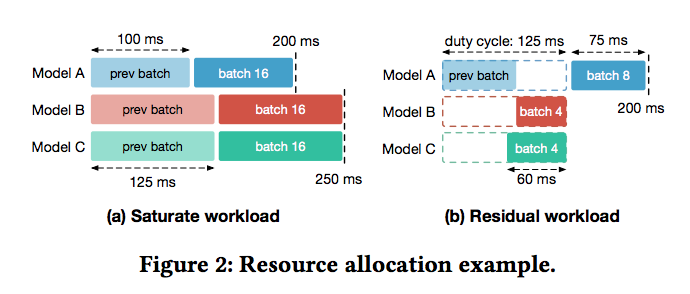 100 ms
200 ms
Model A
prev batch
batch 16
Model B
prev batch
batch 16
Model C
prev batch
batch 16
125 ms
250 ms
(a) Saturate workload
duty cycle: 125 ms
75 ms
Model A
prev batch
batch 8
200 ms
Model B
batch 4
Model C
batch 4
60 ms
(b) Residual workload
Figure 2: Resource allocation example.